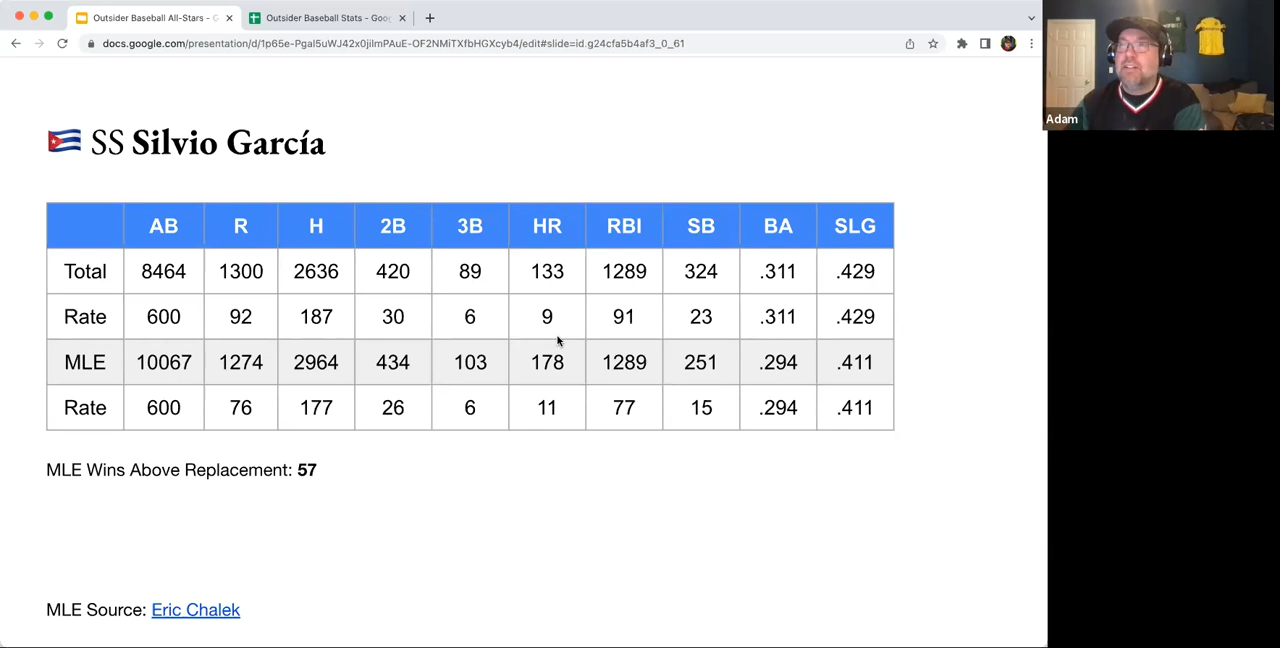 Outsider Baseball All-Stars - G
Outsider Baseball Stats - Goo
docs.google.com/presentation/d/1p65e-Pgal5uWJ42x0jilmPAuE-OF2NMiTXfbHGXcyb4/edit#slide=id.g24cfa5b4af3_0_61
Adam
SS Silvio García
AB R H 2B 3B HR RBI SB BA SLG
Total 8464 1300 2636 420 89 133 1289 324 .311 .429
Rate 600 92 187 30 6 9 91 23 .311 .429
MLE 10067 1274 2964 434 103 178 1289 251 .294 .411
Rate 600 76 177 26 6 11 77 15 .294 .411
MLE Wins Above Replacement: 57
MLE Source: Eric Chalek